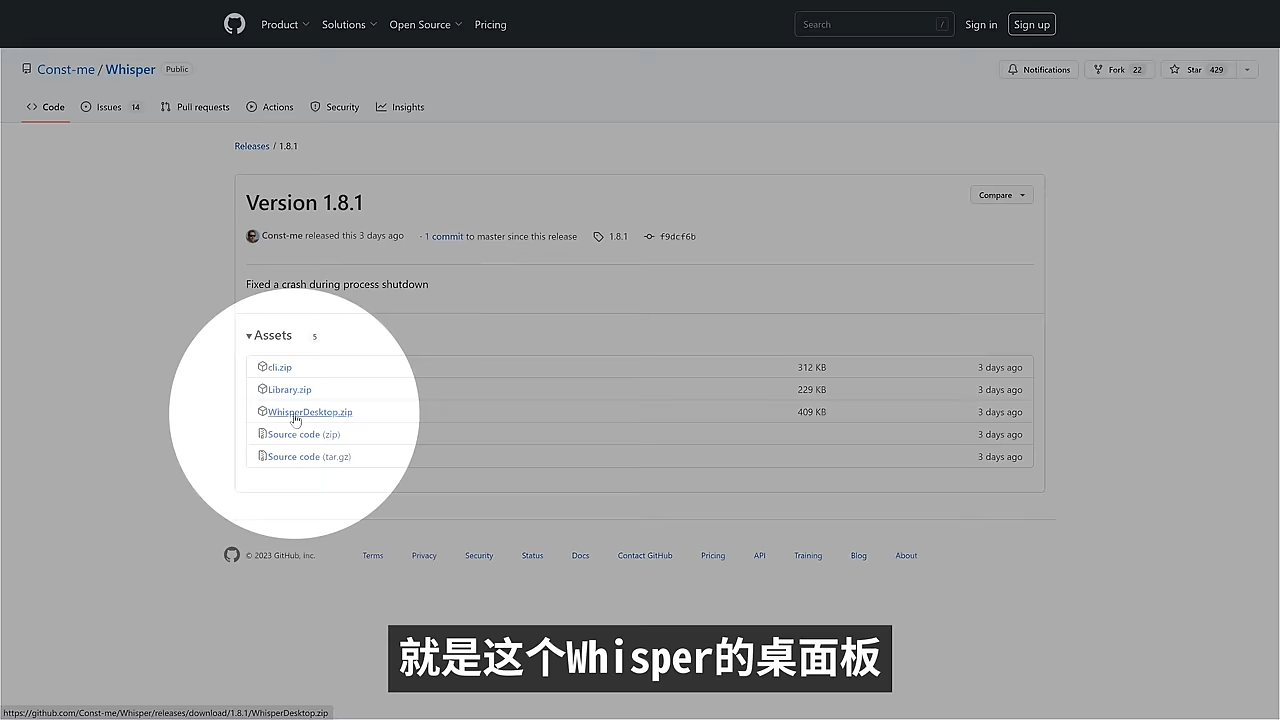 Product Solutions Open Source Pricing Search / Sign in Sign up
Const-me / Whisper Public Notifications Fork 22 Star 429
Code Issues 14 Pull requests Actions Security Insights
Releases / 1.8.1
Version 1.8.1 Compare
Const-me released this 3 days ago · 1 commit to master since this release 1.8.1 f9dcf6b
Fixed a crash during process shutdown
Assets 5
cli.zip 312 KB 3 days ago
Library.zip 229 KB 3 days ago
WhisperDesktop.zip 409 KB 3 days ago
Source code (zip) 3 days ago
Source code (tar.gz) 3 days ago
© 2023 GitHub, Inc. Terms Privacy Security Status Docs Contact GitHub Pricing API Training Blog About
就是这个Whisper的桌面板
https://github.com/Const-me/Whisper/releases/download/1.8.1/WhisperDesktop.zip